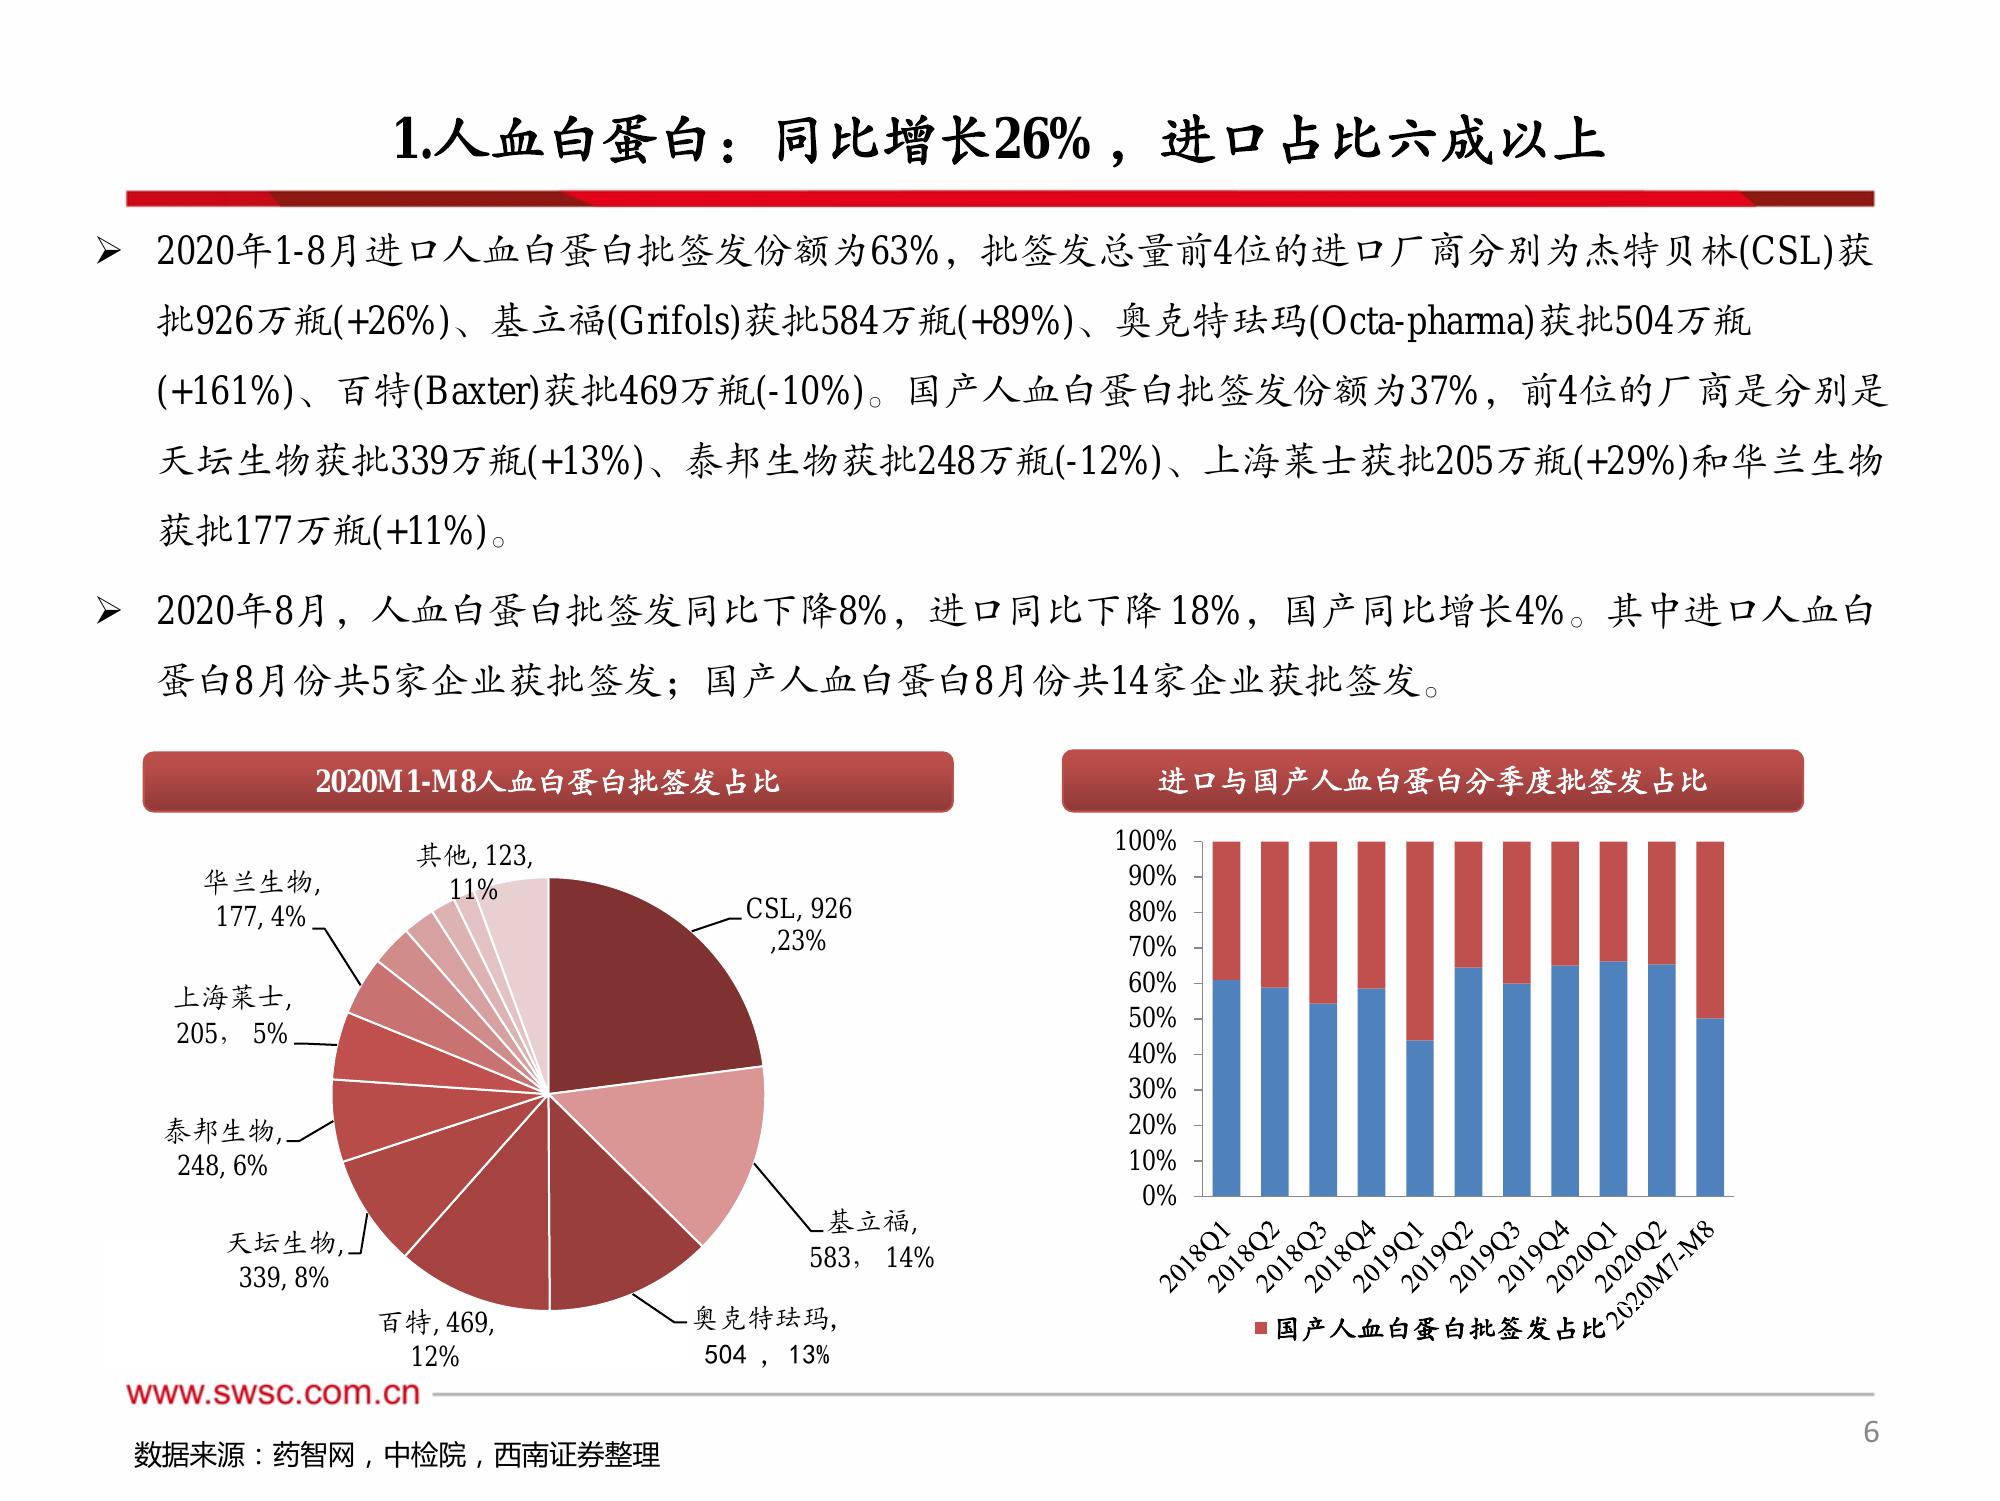 1.人血白蛋白：同比增长26%，进口占比六成以上
➢ 2020年1-8月进口人血白蛋白批签发份额为63%，批签发总量前4位的进口厂商分别为杰特贝林(CSL)获
批926万瓶(+26%)、基立福(Grifols)获批584万瓶(+89%)、奥克特珐玛(Octa-pharma)获批504万瓶
(+161%)、百特(Baxter)获批469万瓶(-10%)。国产人血白蛋白批签发份额为37%，前4位的厂商是分别是
天坛生物获批339万瓶(+13%)、泰邦生物获批248万瓶(-12%)、上海莱士获批205万瓶(+29%)和华兰生物
获批177万瓶(+11%)。
➢ 2020年8月，人血白蛋白批签发同比下降8%，进口同比下降18%，国产同比增长4%。其中进口人血白
蛋白8月份共5家企业获批签发；国产人血白蛋白8月份共14家企业获批签发。
2020M1-M8人血白蛋白批签发占比
其他, 123,
11%
华兰生物,
177, 4%
CSL, 926
,23%
上海莱士,
205， 5%
泰邦生物,
248, 6%
基立福,
583， 14%
天坛生物,
339, 8%
百特, 469,
12%
奥克特珐玛,
504 ，13%
进口与国产人血白蛋白分季度批签发占比
100%
90%
80%
70%
60%
50%
40%
30%
20%
10%
0%
2018Q1
2018Q2
2018Q3
2018Q4
2019Q1
2019Q2
2019Q3
2019Q4
2020Q1
2020Q2
2020M7-M8
国产人血白蛋白批签发占比
www.swsc.com.cn
6
数据来源：药智网，中检院，西南证券整理